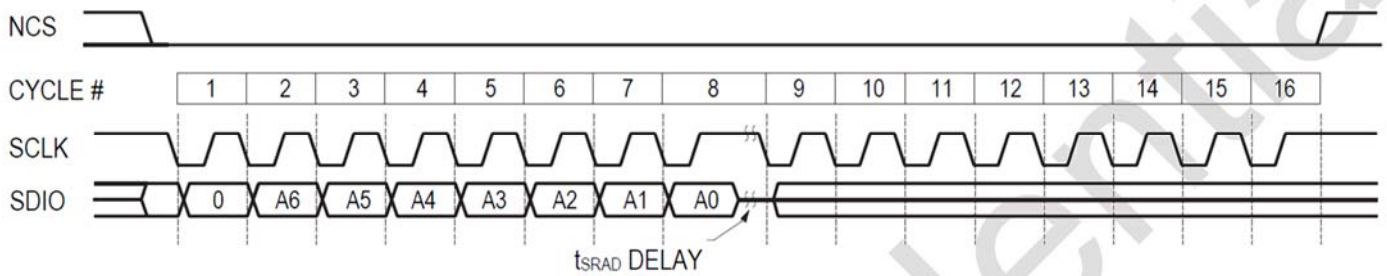 NCS
CYCLE # 1 2 3 4 5 6 7 8 9 10 11 12 13 14 15 16
SCLK
SDIO 0 A6 A5 A4 A3 A2 A1 A0
tSRAD DELAY